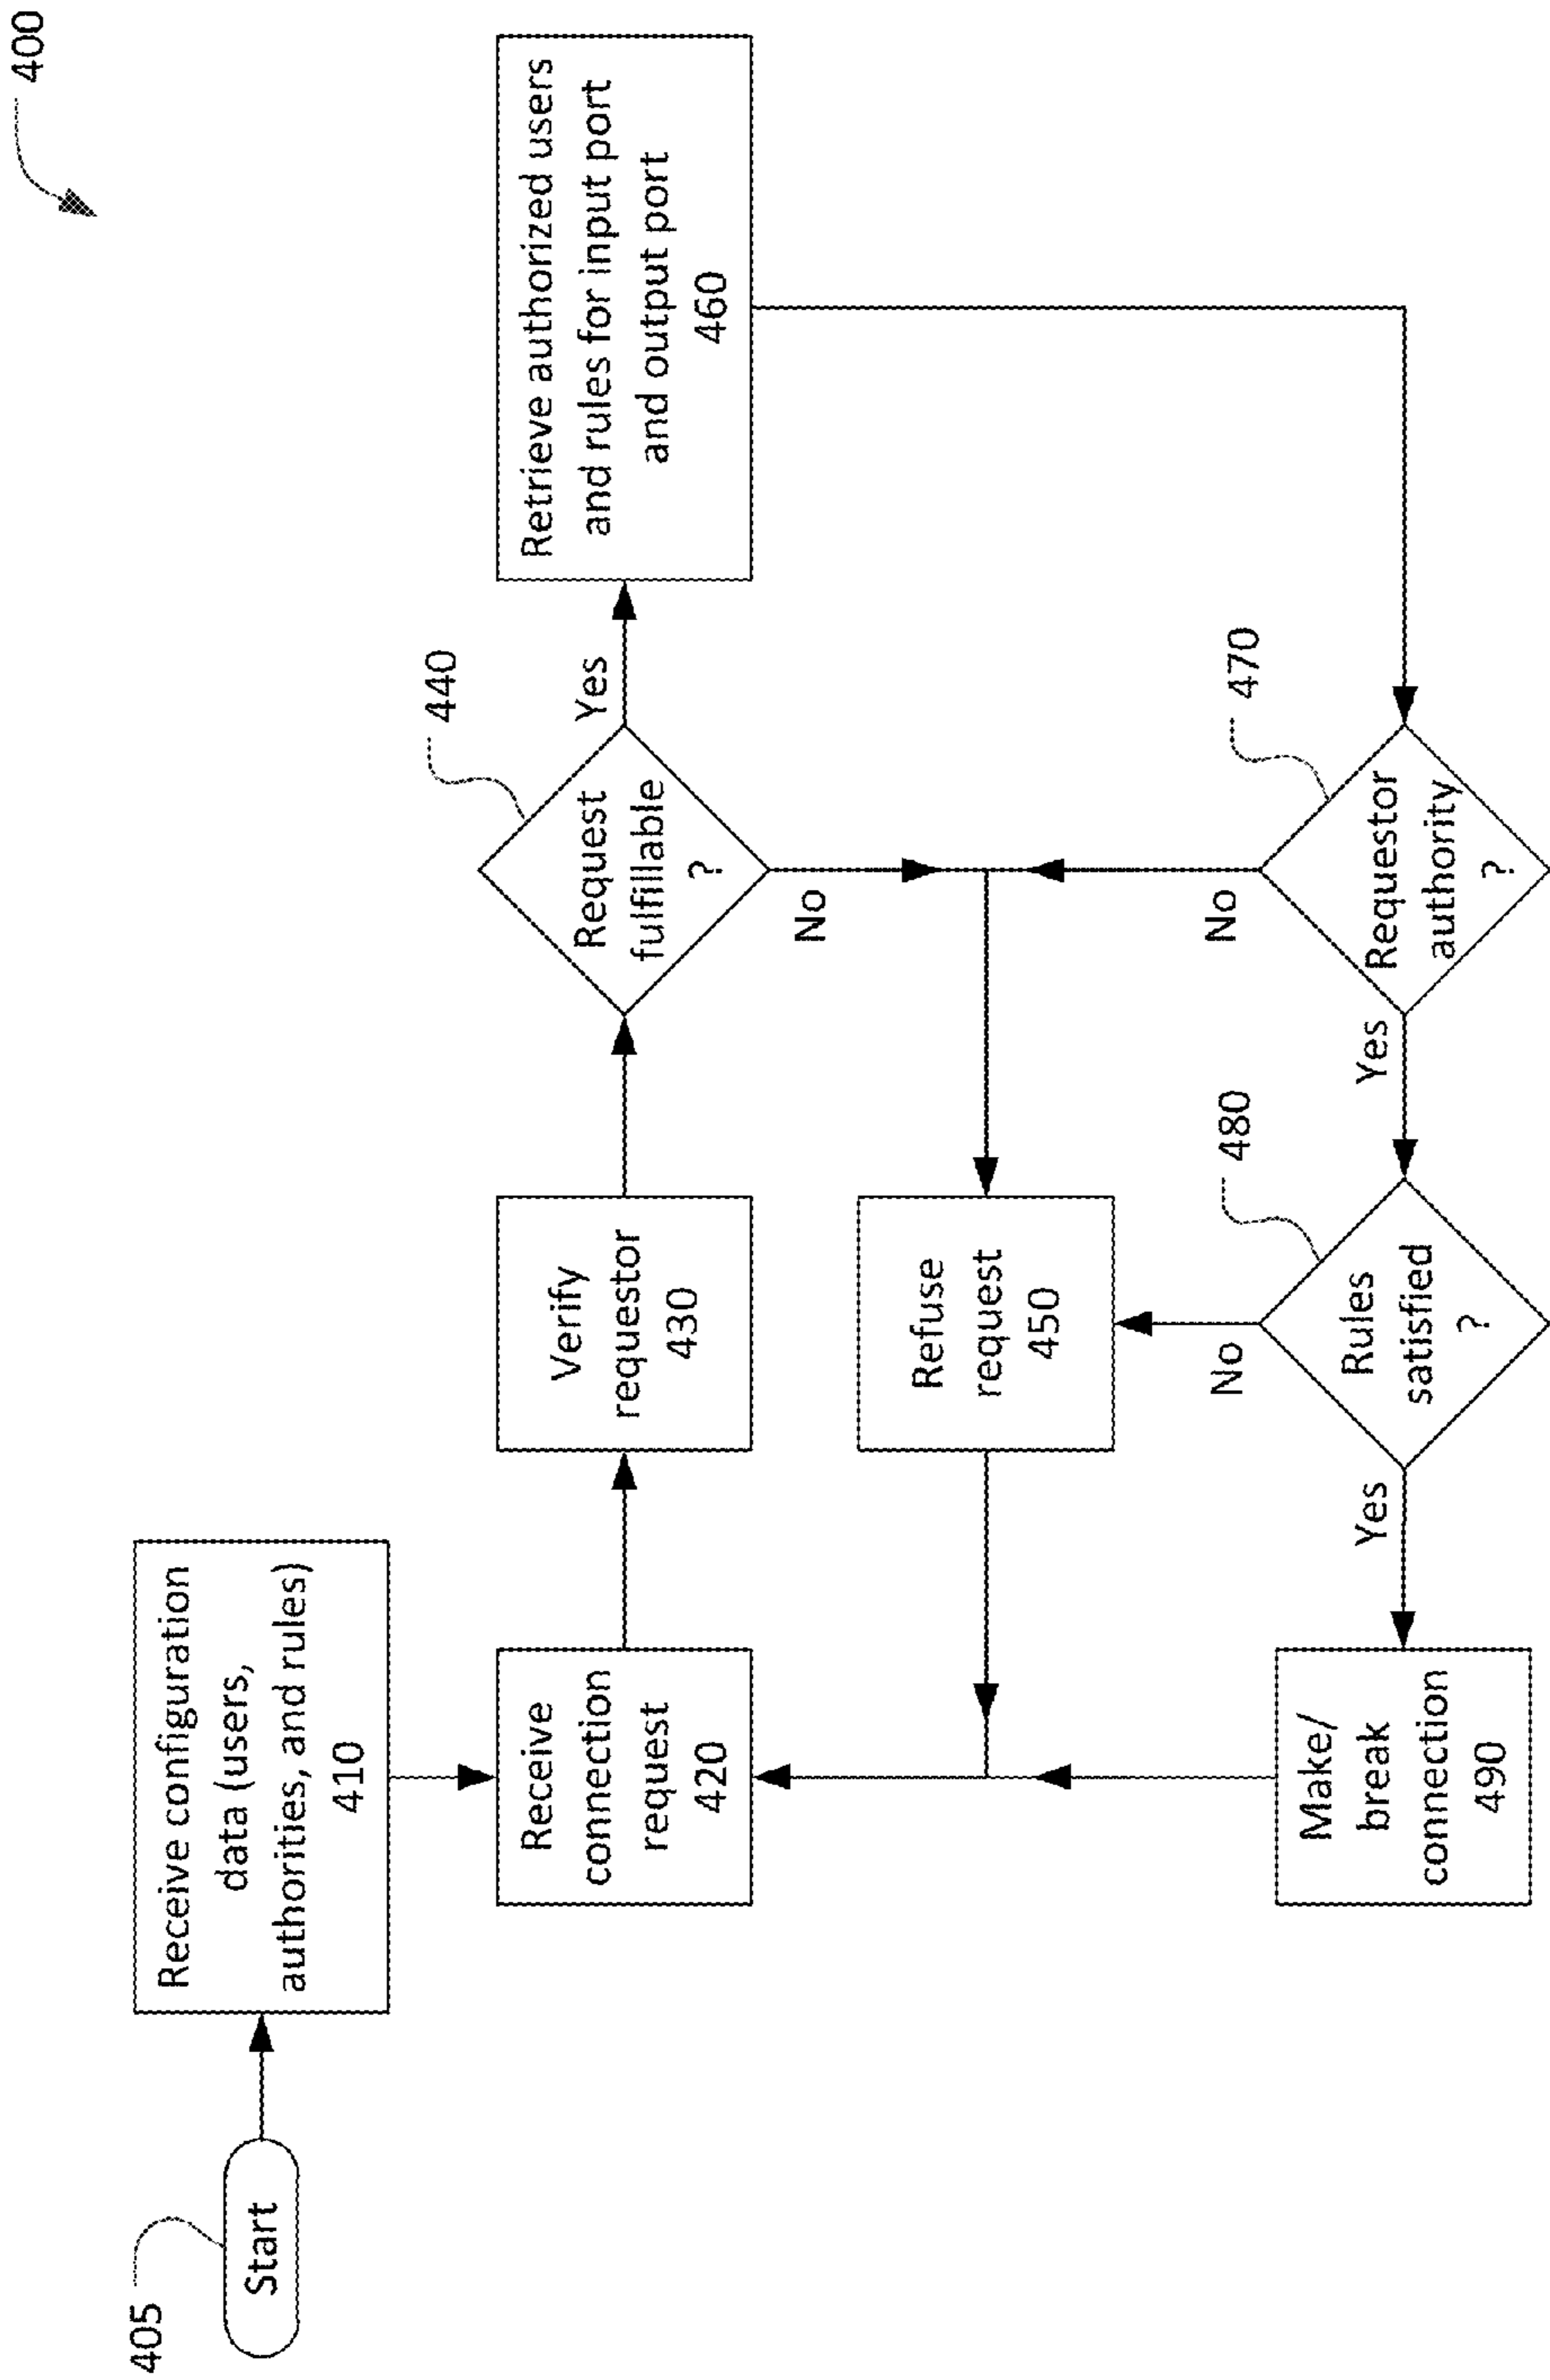 400
405
Start
Receive configuration
data (users,
authorities, and rules)
410
Receive
connection
request
420
Verify
requestor
430
440
Request
fulfillable
?
Yes
No
Retrieve authorized users
and rules for input port
and output port
460
Refuse
request
450
470
Requestor
authority
?
No
Yes
480
Rules
satisfied
?
No
Yes
Make/
break
connection
490